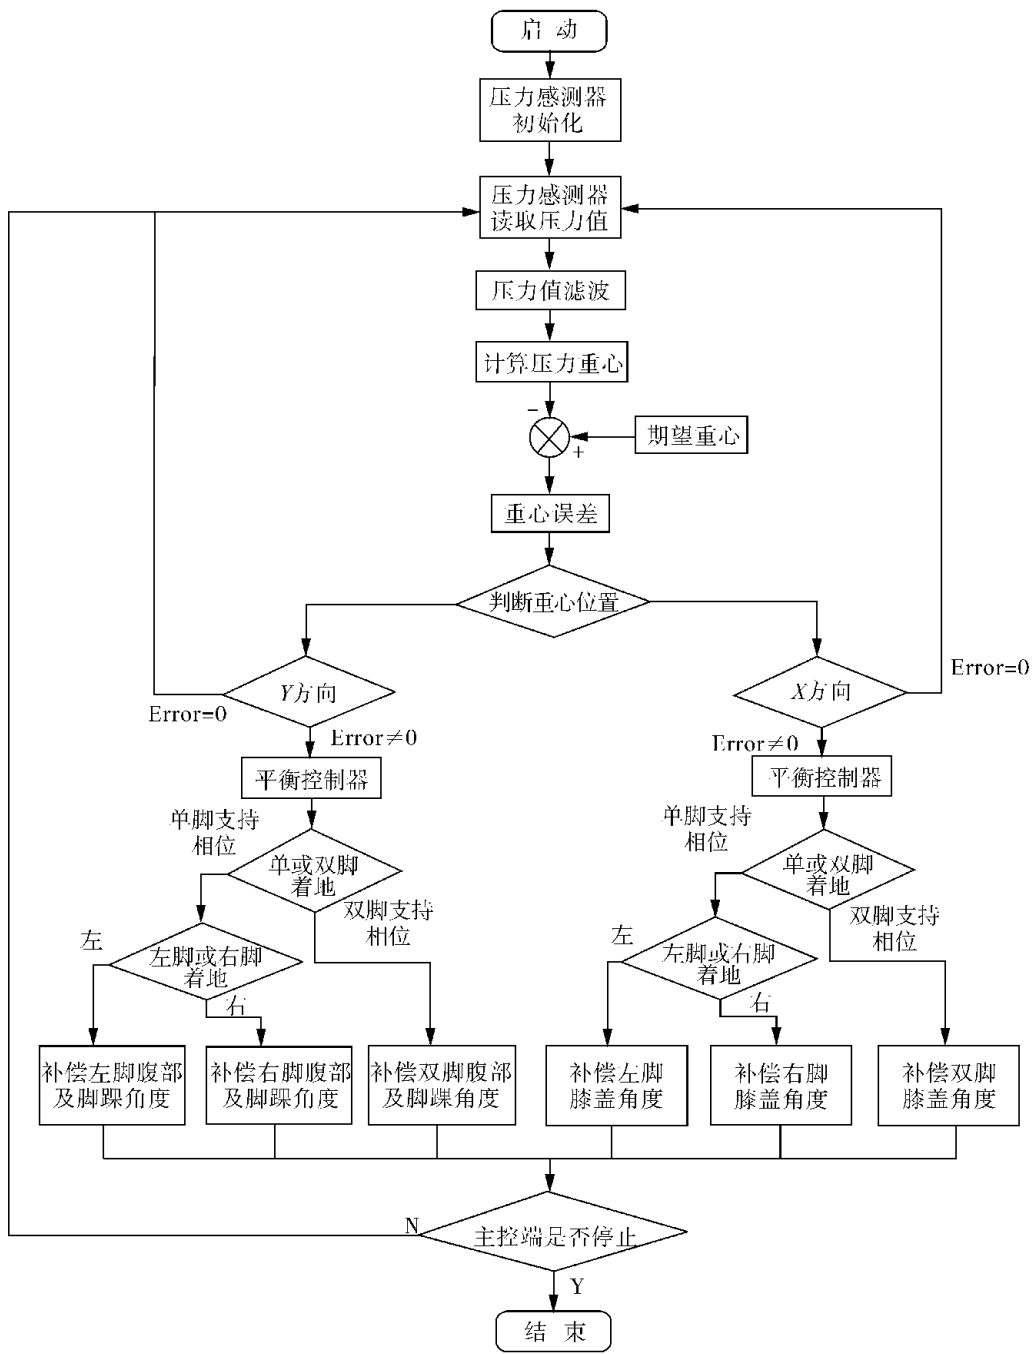 启 动
压力感测器
初始化
压力感测器
读取压力值
压力值滤波
计算压力重心
−
+
期望重心
重心误差
判断重心位置
Y方向
Error=0
Error≠0
X方向
Error=0
Error≠0
平衡控制器
平衡控制器
单脚支持
相位
单或双脚
着地
双脚支持
相位
单脚支持
相位
单或双脚
着地
双脚支持
相位
左
左脚或右脚
着地
右
左
左脚或右脚
着地
右
补偿左脚腹部
及脚踝角度
补偿右脚腹部
及脚踝角度
补偿双脚腹部
及脚踝角度
补偿左脚
膝盖角度
补偿右脚
膝盖角度
补偿双脚
膝盖角度
N
主控端是否停止
Y
结 束